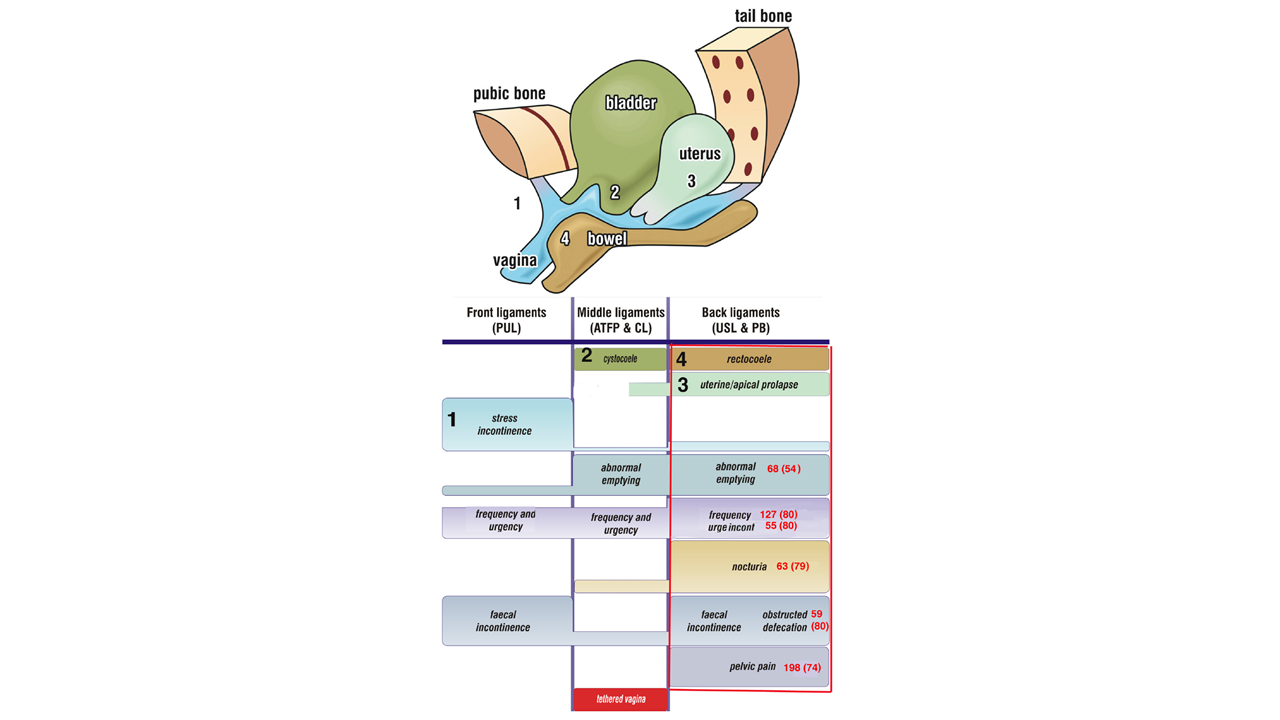 tail bone
pubic bone
bladder
uterus
3
2
1
4 bowel
vagina
Front ligaments
(PUL)
Middle ligaments
(ATFP & CL)
Back ligaments
(USL & PB)
2 cystocoele
4 rectocoele
3 uterine/apical prolapse
1 stress
incontinence
abnormal
emptying
abnormal
emptying
68 (54)
frequency and
urgency
frequency and
urgency
frequency 127 (80)
urge incont 55 (80)
nocturia 63 (79)
faecal
incontinence
faecal
incontinence
obstructed 59
defecation (80)
pelvic pain 198 (74)
tethered vagina